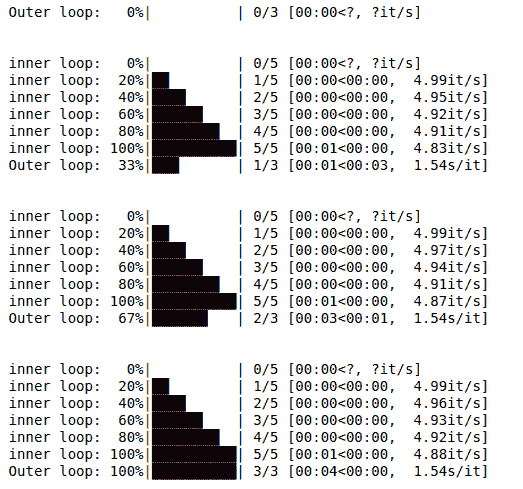 Outer loop:   0%|          | 0/3 [00:00<?, ?it/s]
inner loop:   0%|          | 0/5 [00:00<?, ?it/s]
inner loop:  20%|██        | 1/5 [00:00<00:00,  4.99it/s]
inner loop:  40%|████      | 2/5 [00:00<00:00,  4.95it/s]
inner loop:  60%|██████    | 3/5 [00:00<00:00,  4.92it/s]
inner loop:  80%|████████  | 4/5 [00:00<00:00,  4.91it/s]
inner loop: 100%|██████████| 5/5 [00:01<00:00,  4.83it/s]
Outer loop:  33%|███▎      | 1/3 [00:01<00:03,  1.54s/it]
inner loop:   0%|          | 0/5 [00:00<?, ?it/s]
inner loop:  20%|██        | 1/5 [00:00<00:00,  4.99it/s]
inner loop:  40%|████      | 2/5 [00:00<00:00,  4.97it/s]
inner loop:  60%|██████    | 3/5 [00:00<00:00,  4.94it/s]
inner loop:  80%|████████  | 4/5 [00:00<00:00,  4.91it/s]
inner loop: 100%|██████████| 5/5 [00:01<00:00,  4.87it/s]
Outer loop:  67%|██████▋   | 2/3 [00:03<00:01,  1.54s/it]
inner loop:   0%|          | 0/5 [00:00<?, ?it/s]
inner loop:  20%|██        | 1/5 [00:00<00:00,  4.99it/s]
inner loop:  40%|████      | 2/5 [00:00<00:00,  4.96it/s]
inner loop:  60%|██████    | 3/5 [00:00<00:00,  4.93it/s]
inner loop:  80%|████████  | 4/5 [00:00<00:00,  4.92it/s]
inner loop: 100%|██████████| 5/5 [00:01<00:00,  4.88it/s]
Outer loop: 100%|██████████| 3/3 [00:04<00:00,  1.54s/it]